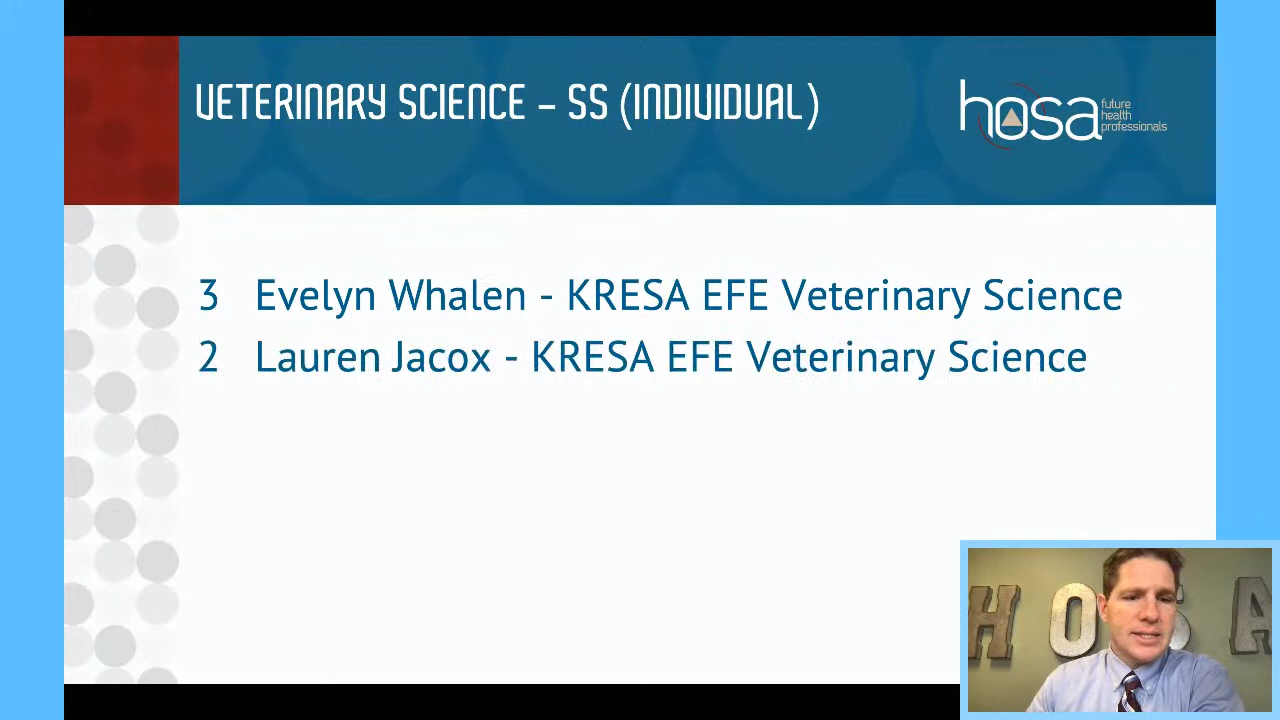 VETERINARY SCIENCE – SS (INDIVIDUAL)
hosa
future
health
professionals
3 Evelyn Whalen - KRESA EFE Veterinary Science
2 Lauren Jacox - KRESA EFE Veterinary Science
HOSA